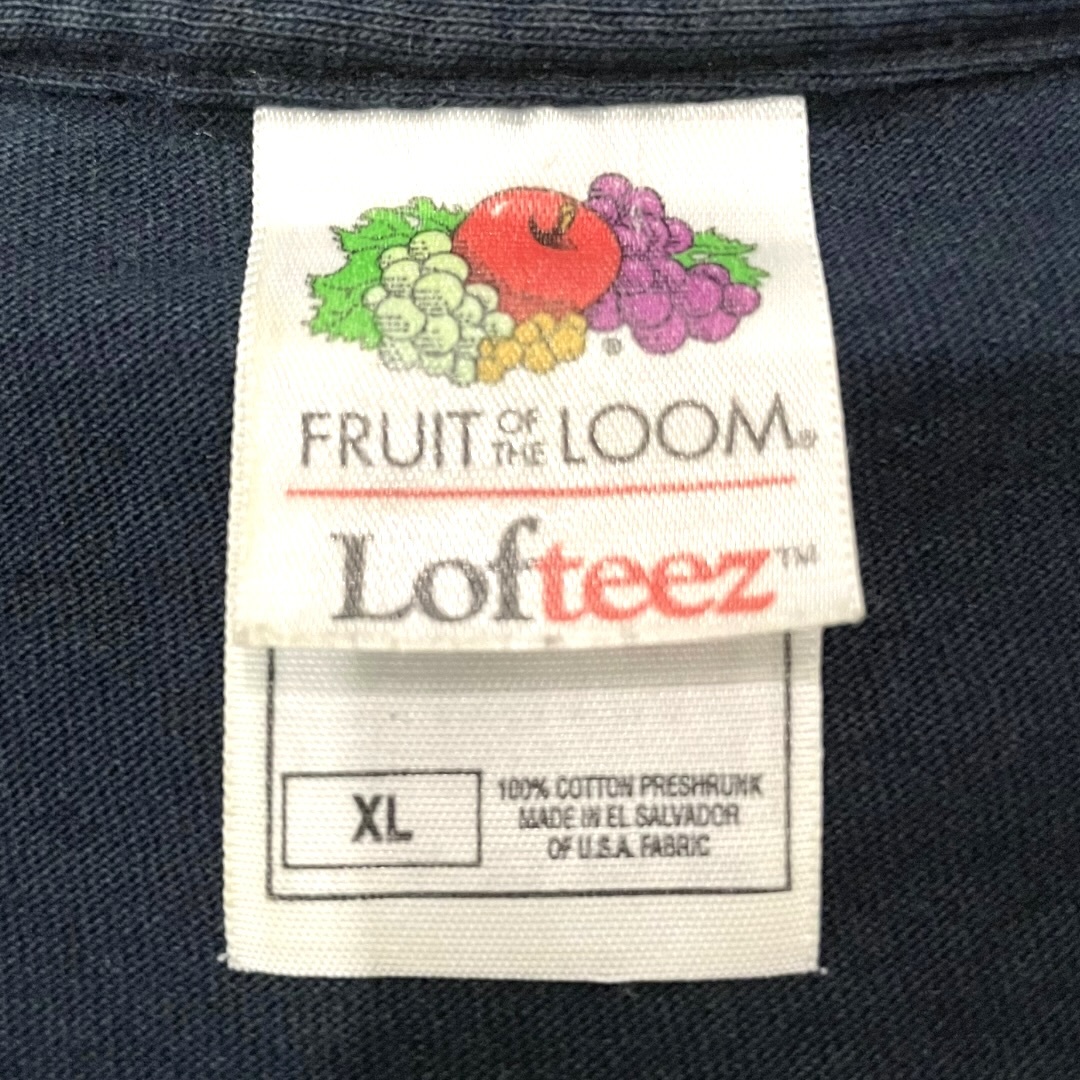 ®
FRUIT OF THE LOOM®
Lofteez™
XL
100% COTTON PRESHRUNK
MADE IN EL SALVADOR
OF U.S.A. FABRIC